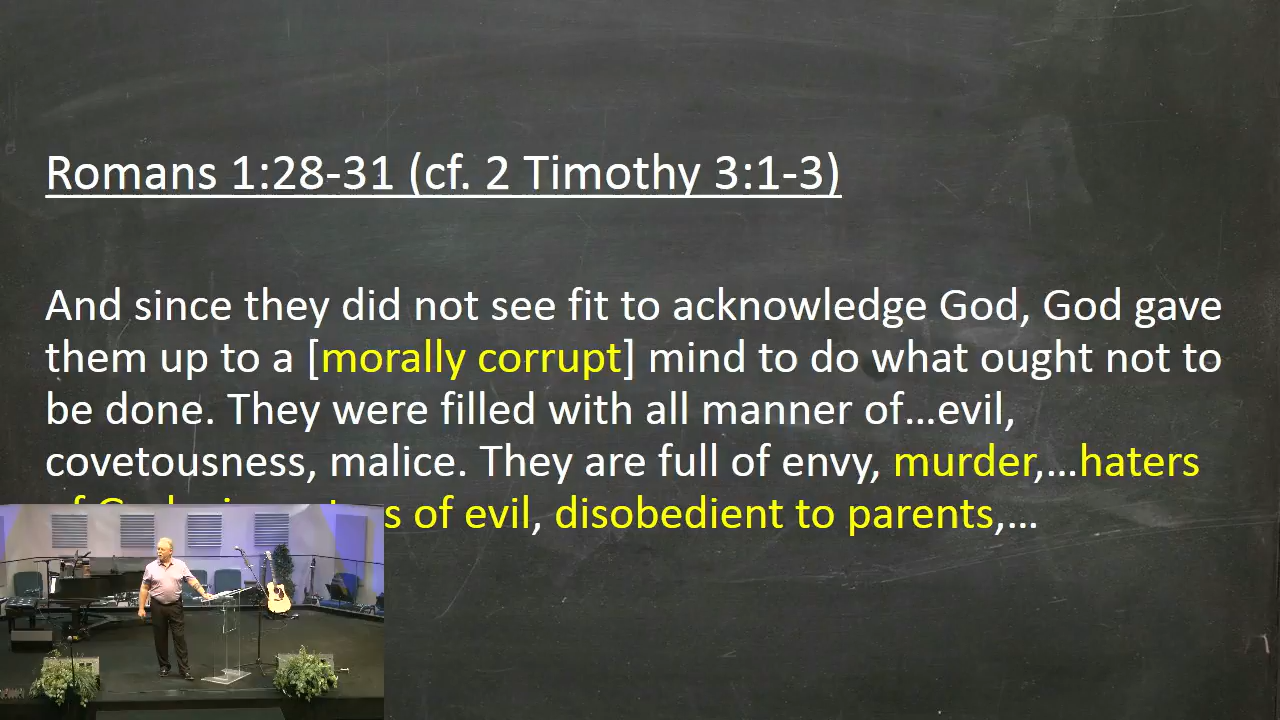 Romans 1:28-31 (cf. 2 Timothy 3:1-3)
And since they did not see fit to acknowledge God, God gave
them up to a [morally corrupt] mind to do what ought not to
be done. They were filled with all manner of…evil,
covetousness, malice. They are full of envy, murder,…haters
of evil, disobedient to parents,…